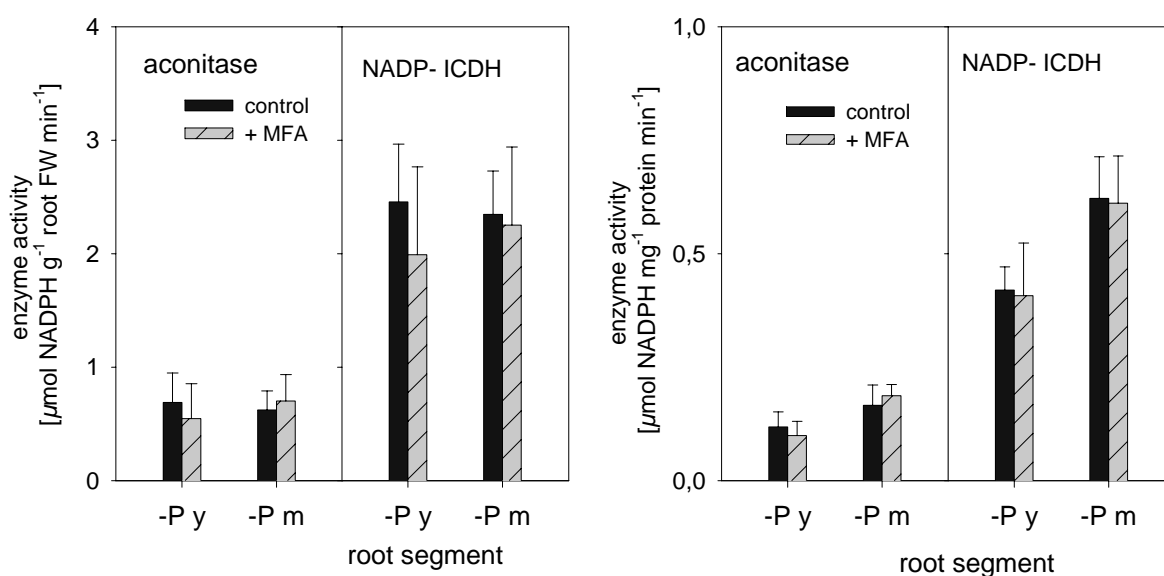 enzyme activity
[µmol NADPH g⁻¹ root FW min⁻¹]
4
3
2
1
0
aconitase
control
+ MFA
NADP- ICDH
-P y
-P m
-P y
-P m
root segment
enzyme activity
[µmol NADPH mg⁻¹ protein min⁻¹]
1,0
0,5
0,0
aconitase
NADP- ICDH
control
+ MFA
-P y
-P m
-P y
-P m
root segment